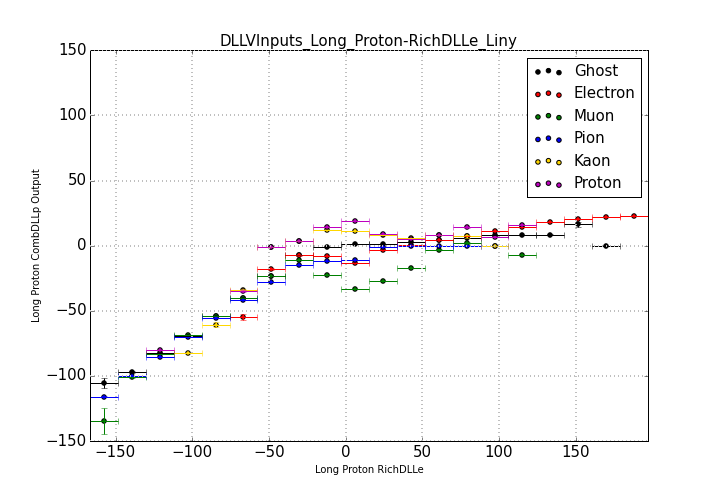 DLLVInputs_Long_Proton-RichDLLe_Liny
150
100
50
0
−50
−100
−150
Long Proton CombDLLp Output
Ghost
Electron
Muon
Pion
Kaon
Proton
−150 −100 −50 0 50 100 150
Long Proton RichDLLe